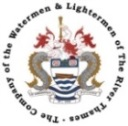 The Company of the Watermen & Lightermen of The River Thames -